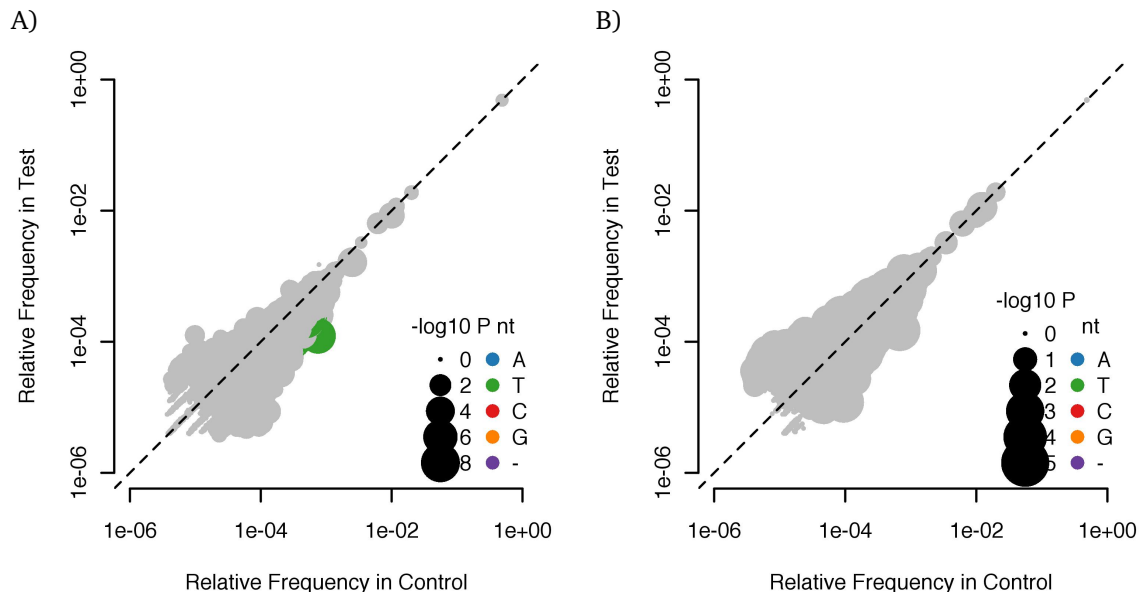 A)
Relative Frequency in Test
1e+00
1e-02
1e-04
1e-06
-log10 P nt
0 A
2 T
4 C
6 G
8 -
1e-06 1e-04 1e-02 1e+00
Relative Frequency in Control
B)
Relative Frequency in Test
1e+00
1e-02
1e-04
1e-06
-log10 P
nt
0
1 A
2 T
3 C
4 G
5 -
1e-06 1e-04 1e-02 1e+00
Relative Frequency in Control